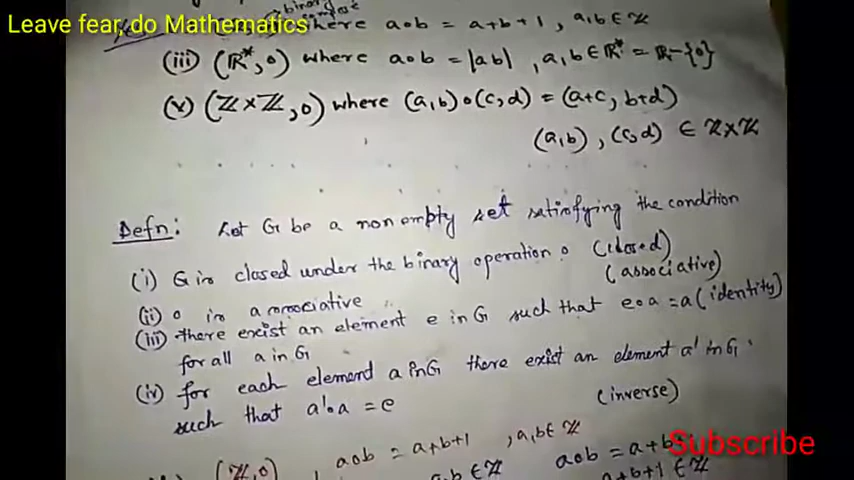 Leave fear, do Mathematics
binary
where a∘b = a+b+1, a,b ∈ ℤ
(iii) (ℝ*, ∘) where a∘b = |ab| , a,b ∈ ℝ* = ℝ-{0}
(v) (ℤ×ℤ, ∘) where (a,b)∘(c,d) = (a+c, b+d)
(a,b), (c,d) ∈ ℤ×ℤ
Defn: Let G be a non empty set satisfying the condition
(i) G is closed under the binary operation ∘ (closed)
(ii) ∘ is associative (associative)
(iii) there exist an element e in G such that e∘a = a (identity)
for all a in G
(iv) for each element a in G there exist an element a' in G
such that a'∘a = e (inverse)
(ℤ,∘) , a∘b = a+b+1 , a,b ∈ ℤ
a,b ∈ ℤ a∘b = a+b
a+b+1 ∈ ℤ
Subscribe